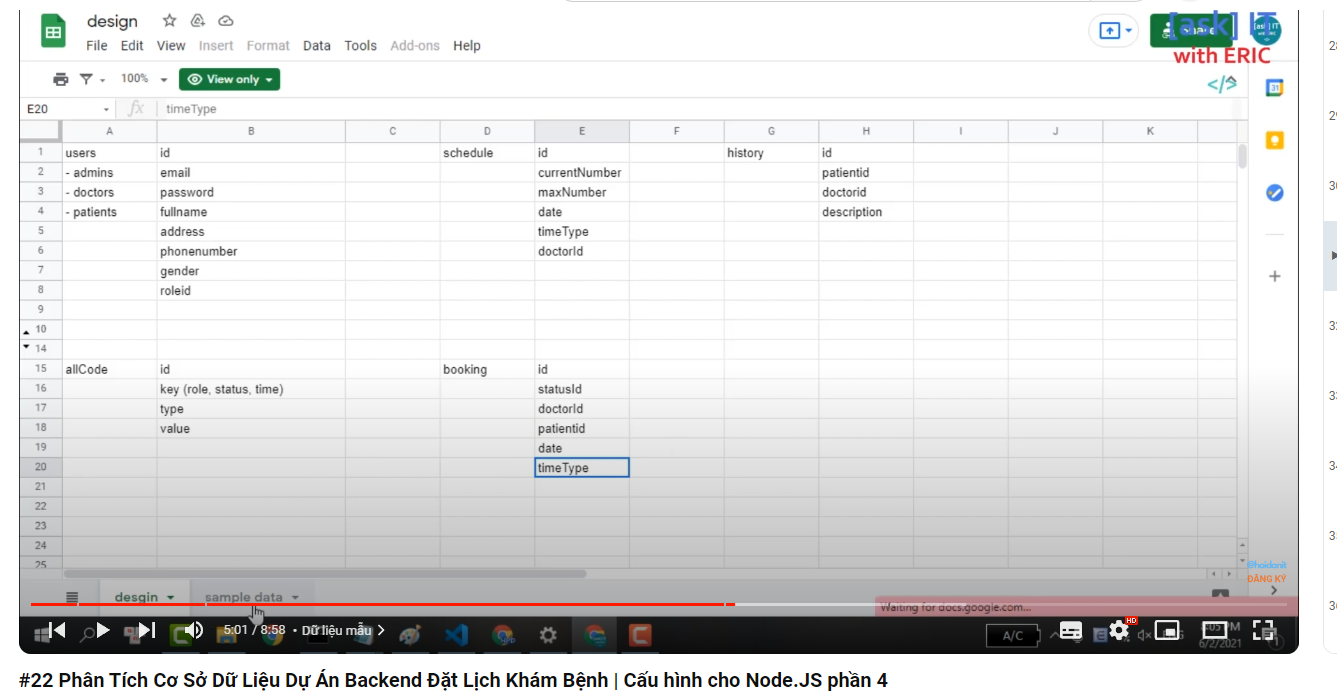 design
[ask] IT
with ERIC
File Edit View Insert Format Data Tools Add-ons Help
100% View only
</>
E20 fx timeType
A B C D E F G H I J K
1 users id schedule id history id
2 - admins email currentNumber patientid
3 - doctors password maxNumber doctorid
4 - patients fullname date description
5 address timeType
6 phonenumber doctorId
7 gender
8 roleid
9
10
14
15 allCode id booking id
16 key (role, status, time) statusId
17 type doctorId
18 value patientid
19 date
20 timeType
21
22
23
24
25
@haidanit
ĐĂNG KÝ
desgin sample data
Waiting for docs.google.com...
5:01 / 8:58 • Dữ liệu mẫu
A/C
HD
6/2/2021
#22 Phân Tích Cơ Sở Dữ Liệu Dự Án Backend Đặt Lịch Khám Bệnh | Cấu hình cho Node.JS phần 4